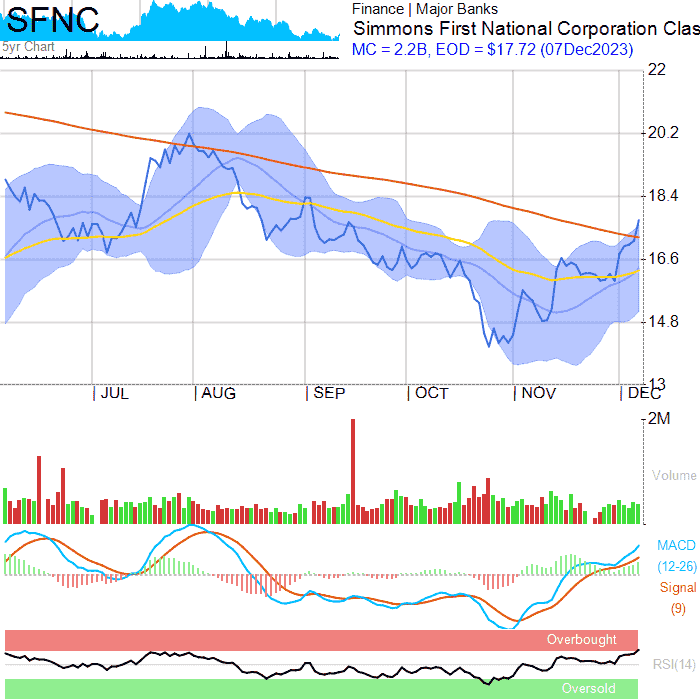 SFNC
5yr Chart
Finance | Major Banks
Simmons First National Corporation Clas
MC = 2.2B, EOD = $17.72 (07Dec2023)
22
20.2
18.4
16.6
14.8
13
JUL AUG SEP OCT NOV DEC
2M
Volume
MACD
(12-26)
Signal
(9)
Overbought
RSI(14)
Oversold